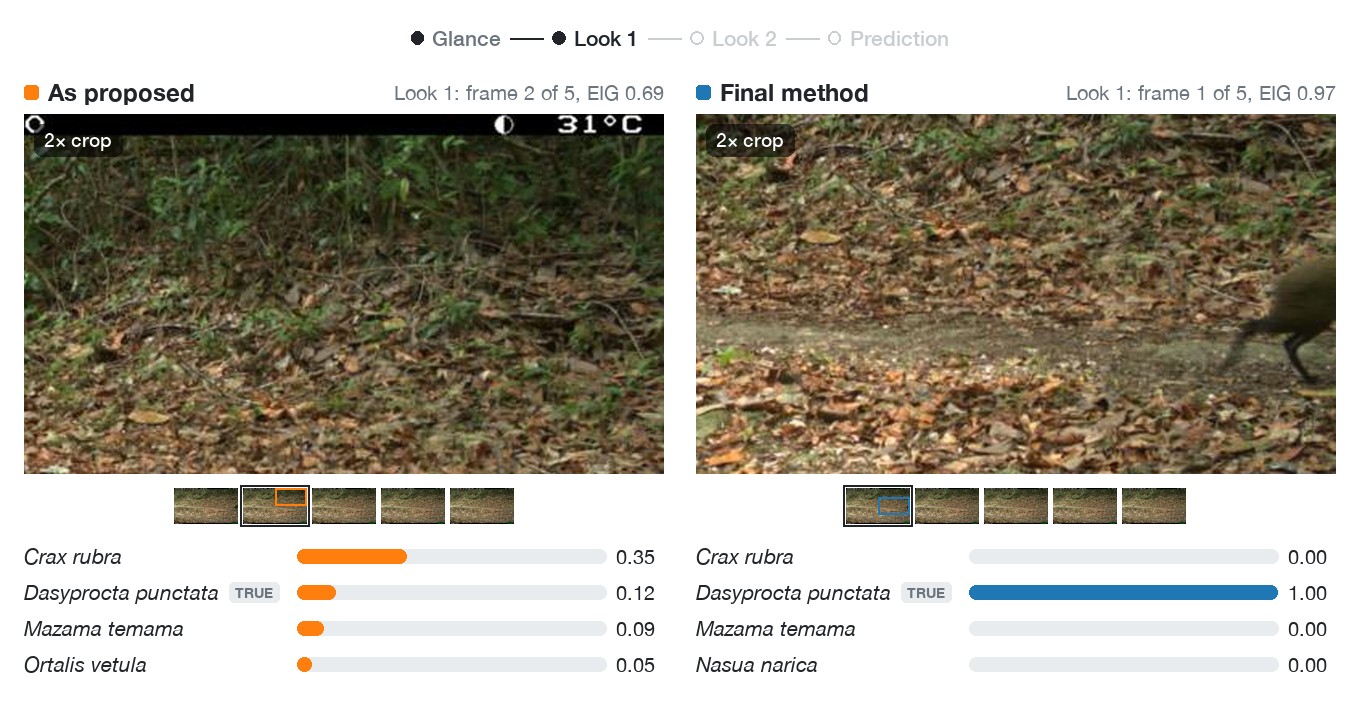 Glance Look 1 Look 2 Prediction
As proposed Look 1: frame 2 of 5, EIG 0.69
31°C
2× crop
Crax rubra 0.35
Dasyprocta punctata TRUE 0.12
Mazama temama 0.09
Ortalis vetula 0.05
Final method Look 1: frame 1 of 5, EIG 0.97
2× crop
Crax rubra 0.00
Dasyprocta punctata TRUE 1.00
Mazama temama 0.00
Nasua narica 0.00